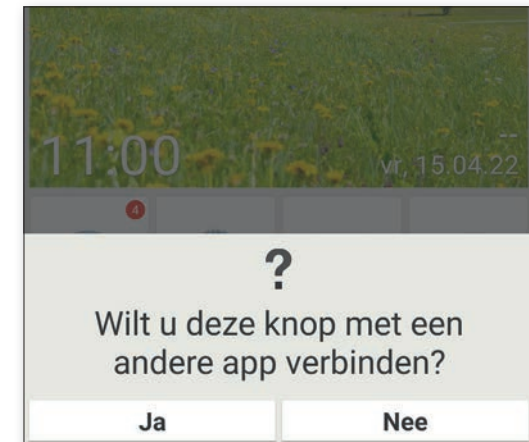 11:00
--
vr, 15.04.22
4
?
Wilt u deze knop met een
andere app verbinden?
Ja
Nee